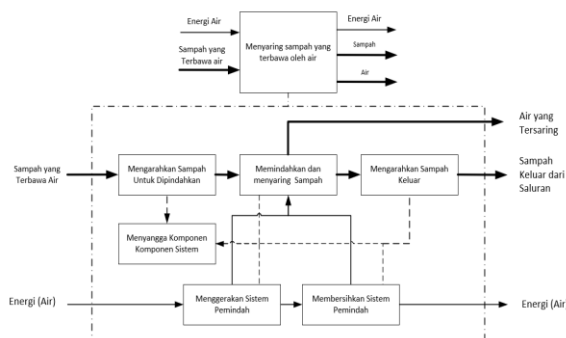 Energi Air
Energi Air
Menyaring sampah yang
terbawa oleh air
Sampah yang
Terbawa air
Sampah
Air
Air yang
Tersaring
Sampah yang
Terbawa Air
Mengarahkan Sampah
Untuk Dipindahkan
Memindahkan dan
menyaring Sampah
Mengarahkan Sampah
Keluar
Sampah
Keluar dari
Saluran
Menyangga Komponen
Komponen Sistem
Energi (Air)
Menggerakan Sistem
Pemindah
Membersihkan Sistem
Pemindah
Energi (Air